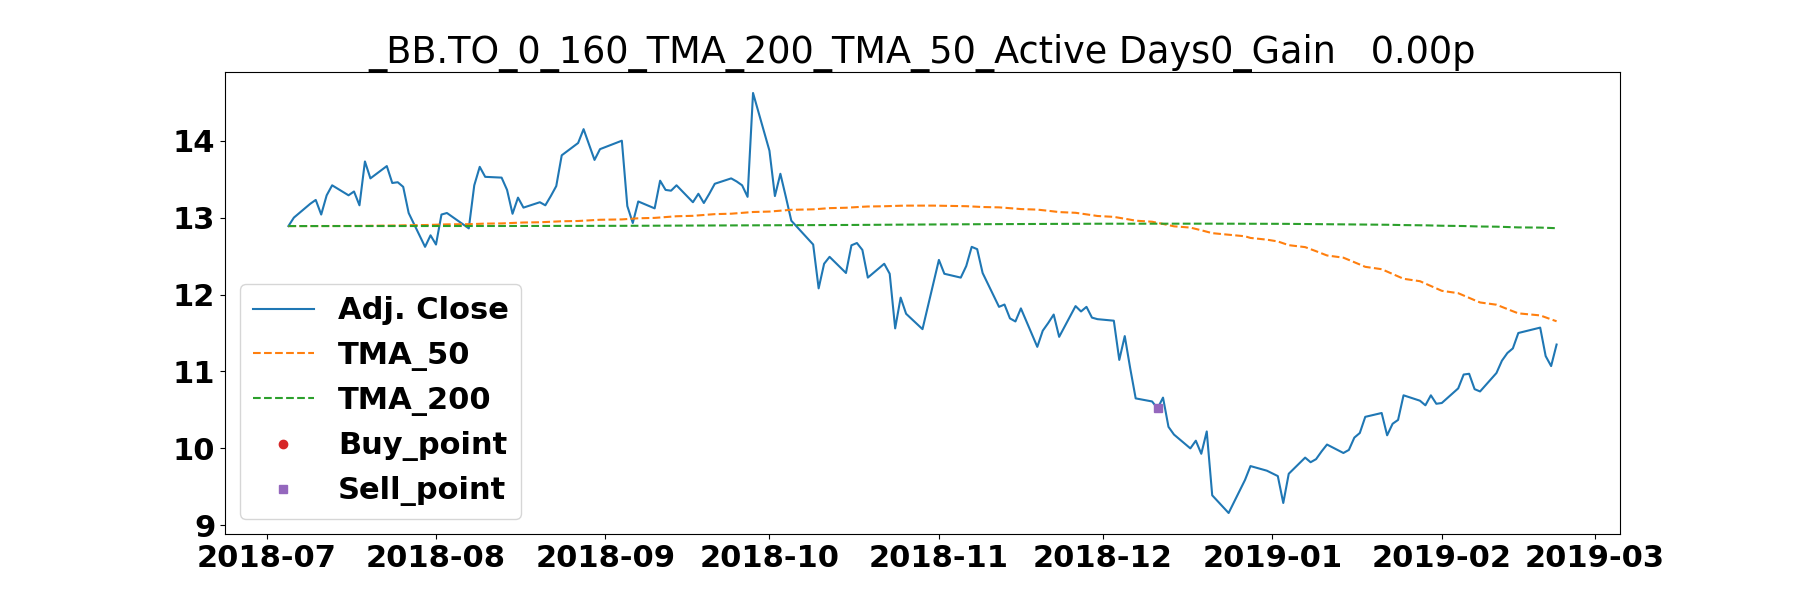 _BB.TO_0_160_TMA_200_TMA_50_Active Days0_Gain   0.00p
14
13
12
11
10
9
Adj. Close
TMA_50
TMA_200
Buy_point
Sell_point
2018-07 2018-08 2018-09 2018-10 2018-11 2018-12 2019-01 2019-02 2019-03